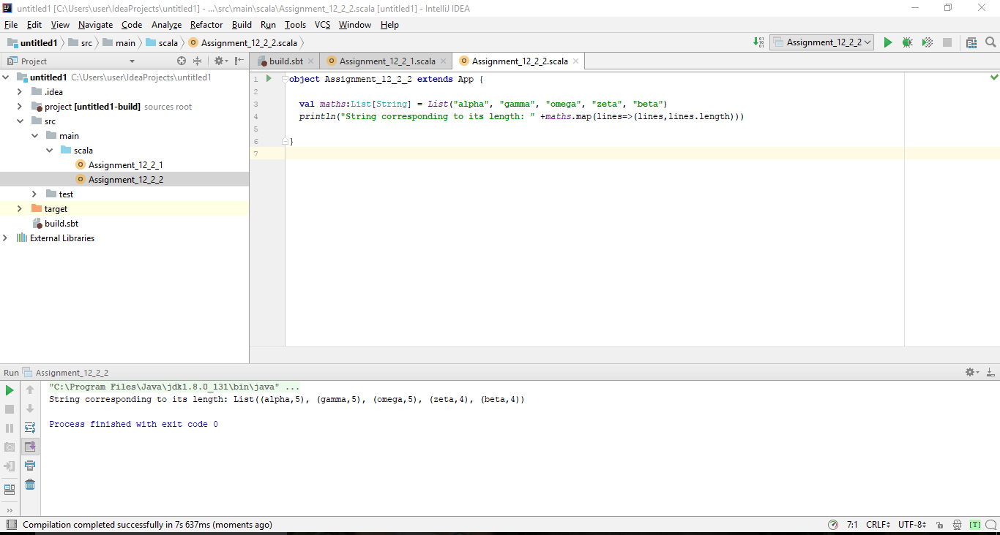 untitled1 [C:\Users\user\IdeaProjects\untitled1] - ...\src\main\scala\Assignment_12_2_2.scala [untitled1] - IntelliJ IDEA
File Edit View Navigate Code Analyze Refactor Build Run Tools VCS Window Help
untitled1 src main scala Assignment_12_2_2.scala Assignment_12_2_2
Project
build.sbt Assignment_12_2_1.scala Assignment_12_2_2.scala
untitled1 C:\Users\user\IdeaProjects\untitled1
.idea
project [untitled1-build] sources root
src
main
scala
Assignment_12_2_1
Assignment_12_2_2
test
target
build.sbt
External Libraries
1 object Assignment_12_2_2 extends App {
2
3 val maths:List[String] = List("alpha", "gamma", "omega", "zeta", "beta")
4 println("String corresponding to its length: " +maths.map(lines=>(lines,lines.length)))
5
6 }
7
Run Assignment_12_2_2
"C:\Program Files\Java\jdk1.8.0_131\bin\java" ...
String corresponding to its length: List((alpha,5), (gamma,5), (omega,5), (zeta,4), (beta,4))
Process finished with exit code 0
Compilation completed successfully in 7s 637ms (moments ago) 7:1 CRLF UTF-8 [T]